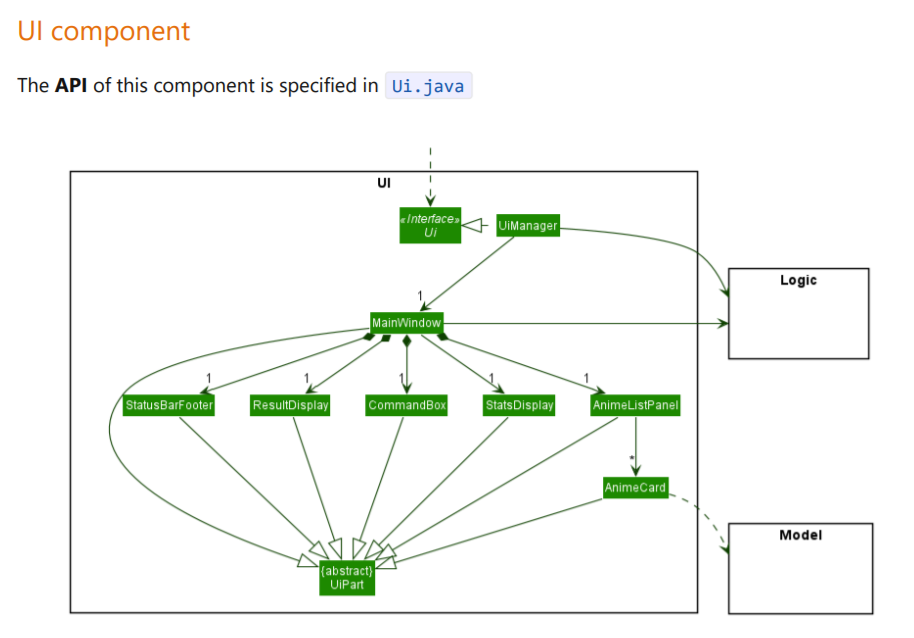 UI component
The API of this component is specified in Ui.java
UI
«Interface»
Ui
UiManager
Logic
1
MainWindow
1
1
1
1
1
StatusBarFooter
ResultDisplay
CommandBox
StatsDisplay
AnimeListPanel
*
AnimeCard
Model
{abstract}
UiPart